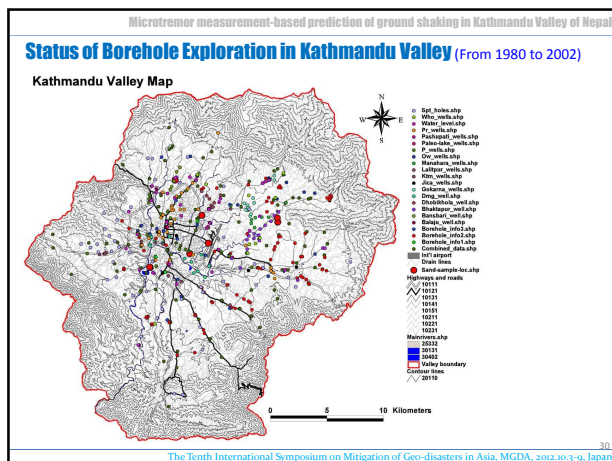 Microtremor measurement-based prediction of ground shaking in Kathmandu Valley of Nepal
Status of Borehole Exploration in Kathmandu Valley (From 1980 to 2002)
Kathmandu Valley Map
N
W E
S
Spt_holes.shp
Who_wells.shp
Water_level.shp
Pr_wells.shp
Pashupati_wells.shp
Paleo-lake_wells.shp
P_wells.shp
Ow_wells.shp
Manahara_wells.shp
Lalitpur_wells.shp
Ktm_wells.shp
Jica_wells.shp
Gokarna_wells.shp
Dmg_wells.shp
Dhobikhola_well.shp
Bhaktapur_well.shp
Bansbari_well.shp
Balaju_well.shp
Borehole_info3.shp
Borehole_info2.shp
Borehole_info1.shp
Combined_data.shp
Int'l airport
Drain lines
Sand-sample-loc.shp
Highways and roads
10111
10121
10131
10141
10151
10211
10221
10231
Mainrivers.shp
25332
30131
30402
Valley boundary
Contour lines
20110
0 5 10 Kilometers
30
The Tenth International Symposium on Mitigation of Geo-disasters in Asia, MGDA, 2012.10.3-9, Japan